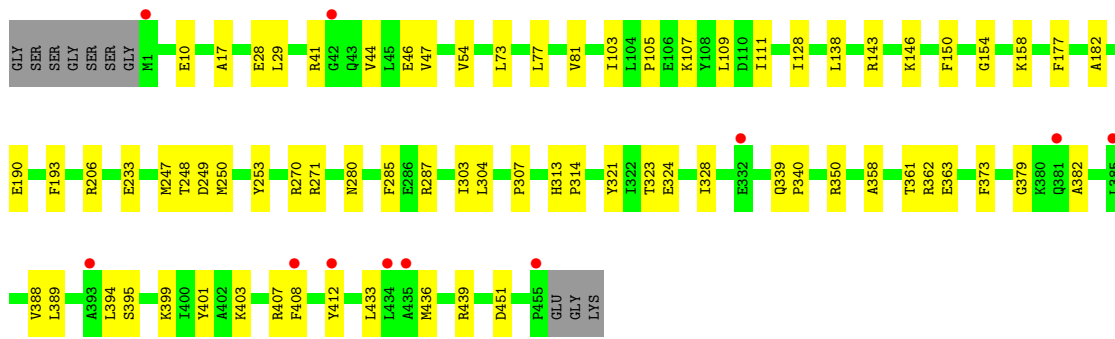 GLY SER SER GLY SER SER GLY M1 E10 A17 E28 L29 R41 G42 Q43 V44 L45 E46 V47 V54 L73 L77 V81 I103 L104 P105 E106 K107 Y108 L109 D110 I111 I128 L138 R143 K146 F150 G154 K158 F177 A182
E190 F193 R206 E233 M247 T248 D249 M250 Y253 R270 R271 N280 F285 E286 R287 I303 L304 P307 H313 P314 Y321 I322 T323 E324 I328 E332 Q339 P340 R350 A358 T361 R362 E363 F373 G379 K380 Q381 A382 L385
V388 L389 A393 L394 S395 K399 I400 Y401 A402 K403 R407 F408 Y412 L433 L434 A435 M436 R439 D451 P455 GLU GLY LYS